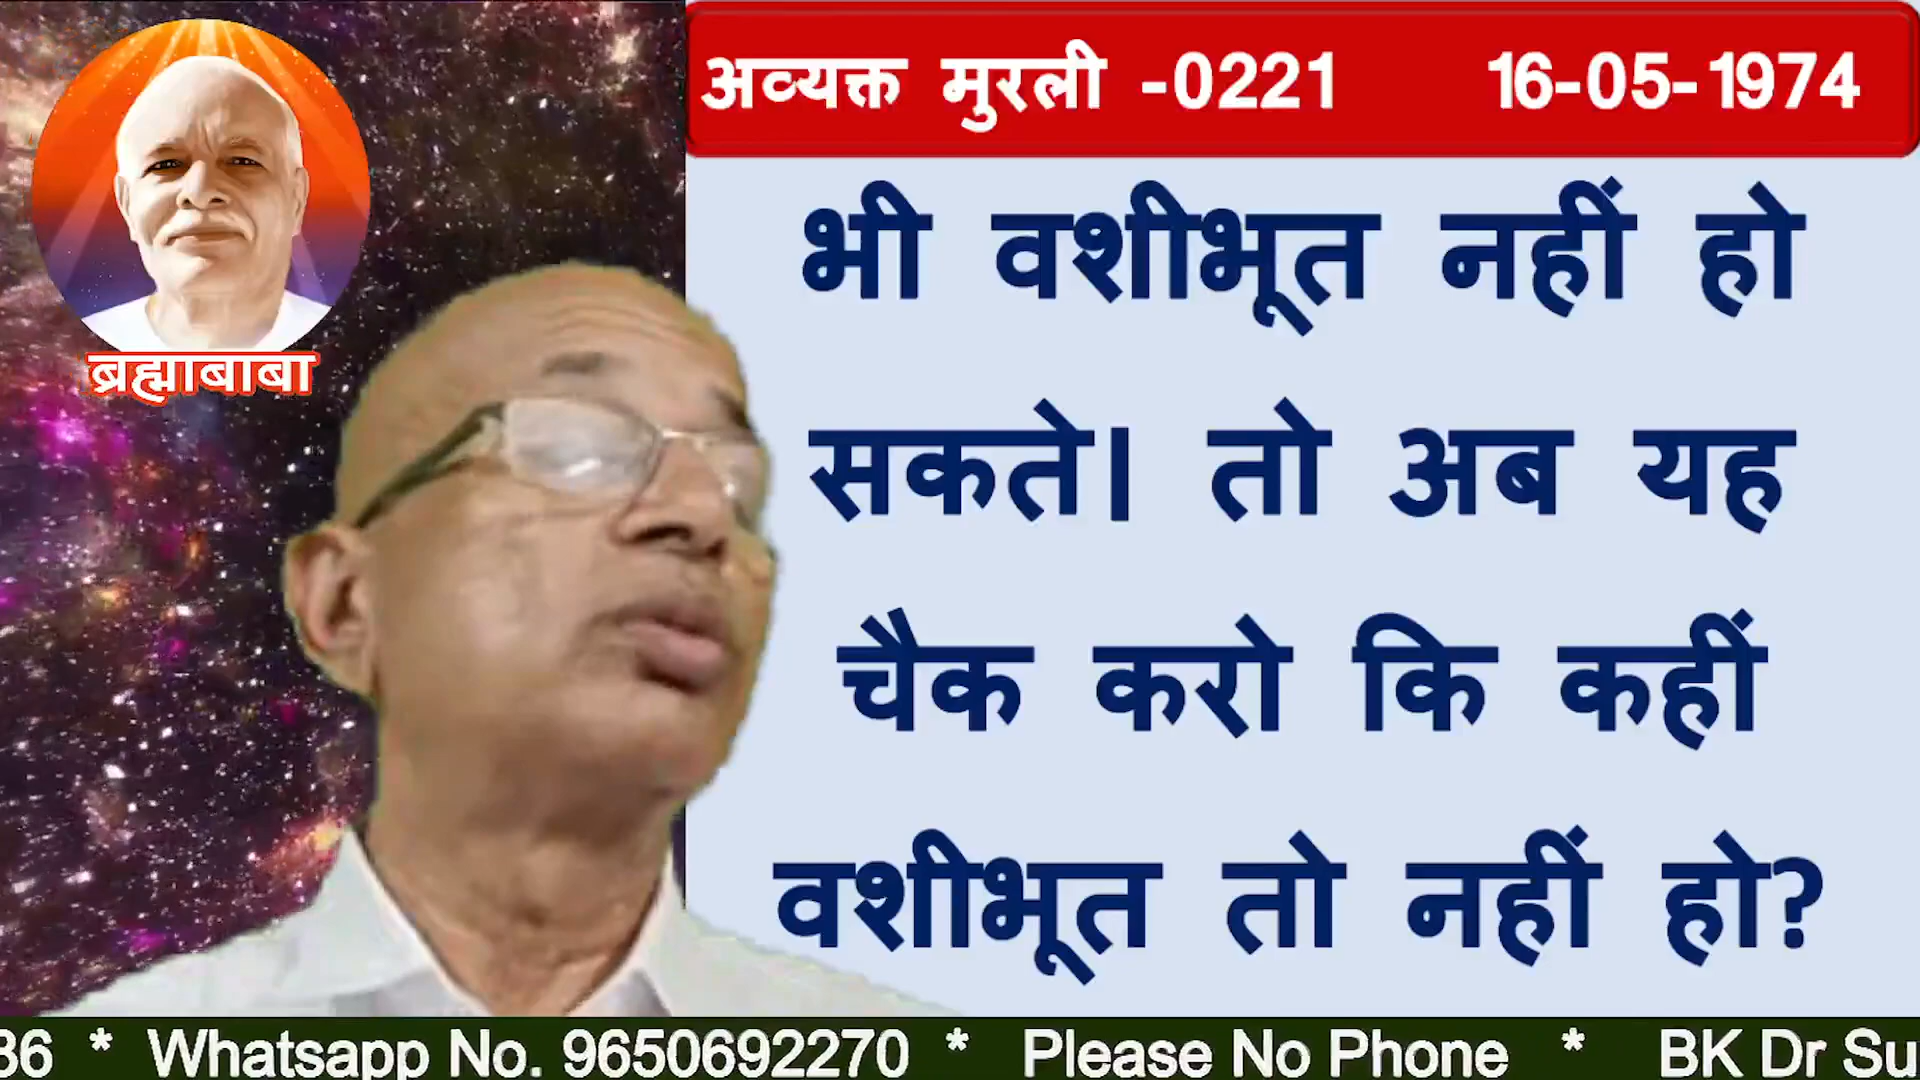 अव्यक्त मुरली -0221 16-05-1974
ब्रह्माबाबा
भी वशीभूत नहीं हो
सकते। तो अब यह
चैक करो कि कहीं
वशीभूत तो नहीं हो?
36 * Whatsapp No. 9650692270 * Please No Phone * BK Dr Su